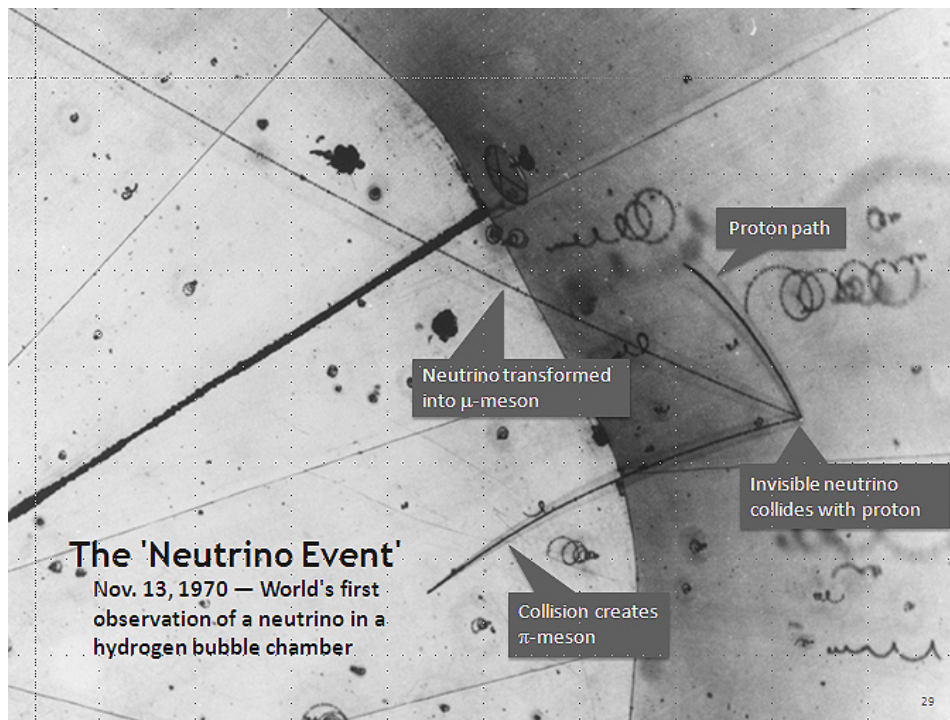 Proton path
Neutrino transformed
into μ-meson
Invisible neutrino
collides with proton
The 'Neutrino Event'
Nov. 13, 1970 — World's first
observation of a neutrino in a
hydrogen bubble chamber
Collision creates
π-meson
29